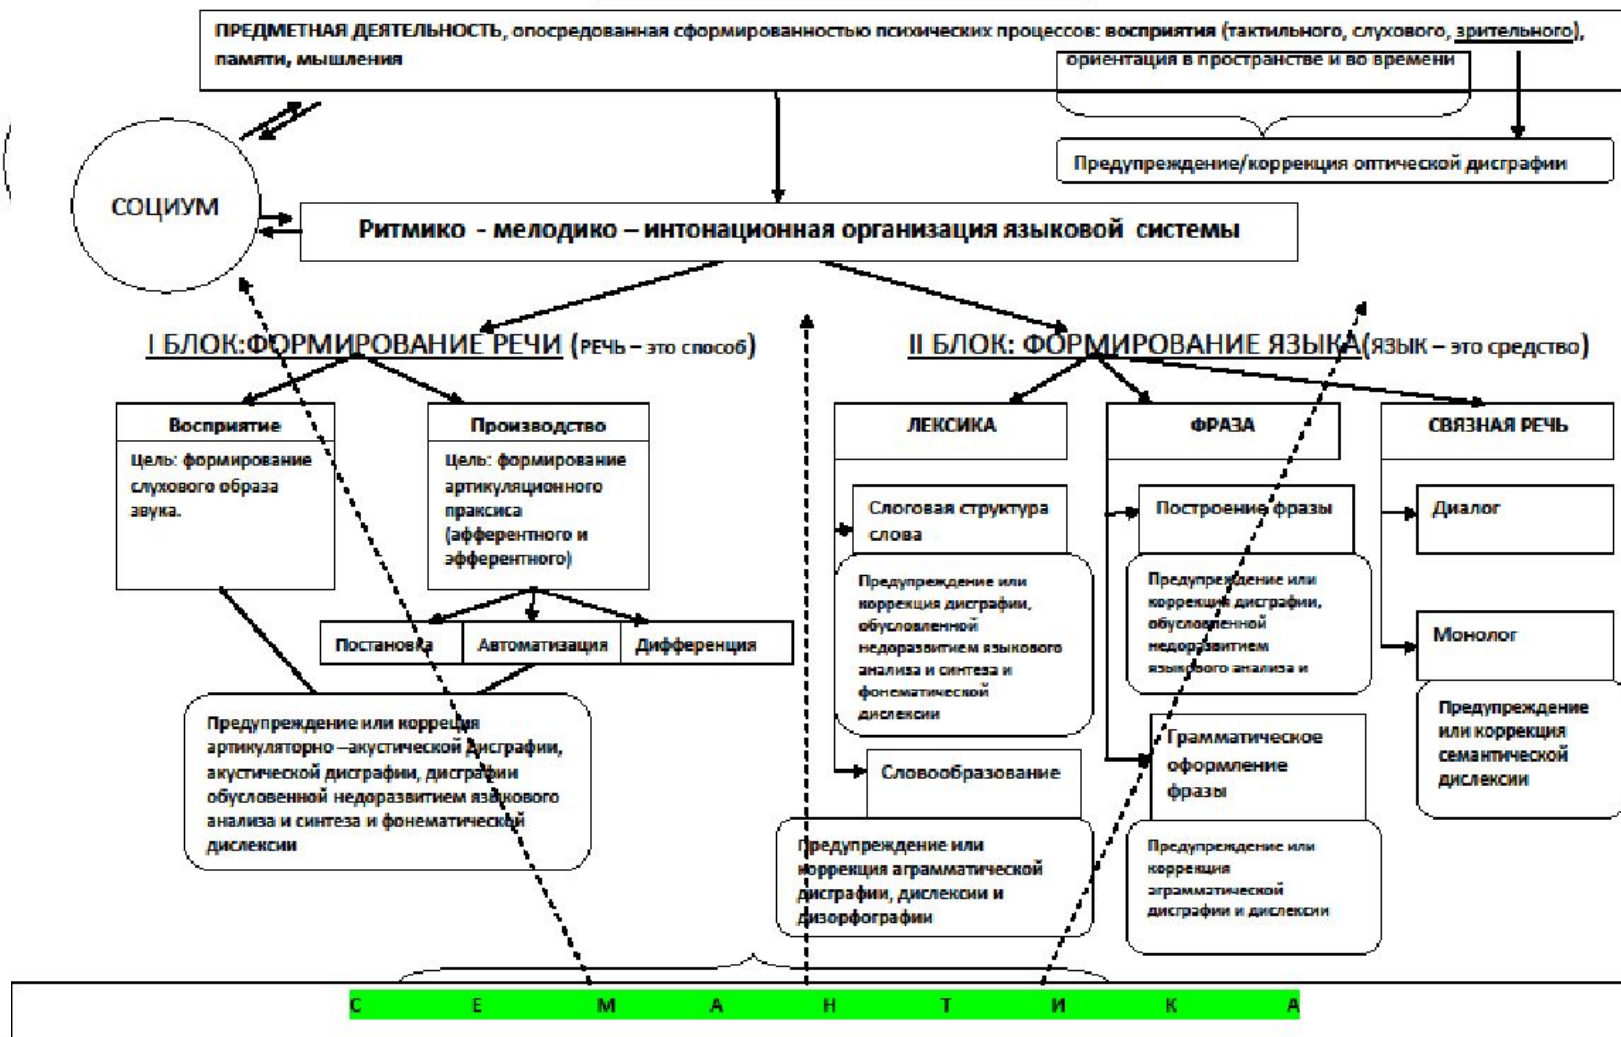 ПРЕДМЕТНАЯ ДЕЯТЕЛЬНОСТЬ, опосредованная сформированностью психических процессов: восприятия (тактильного, слухового, зрительного),
памяти, мышления
ориентация в пространстве и во времени
Предупреждение/коррекция оптической дисграфии
СОЦИУМ
Ритмико - мелодико – интонационная организация языковой системы
I БЛОК:ФОРМИРОВАНИЕ РЕЧИ (РЕЧЬ – это способ)
Восприятие
Цель: формирование
слухового образа
звука.
Производство
Цель: формирование
артикуляционного
праксиса
(афферентного и
эфферентного)
Постановка
Автоматизация
Дифференция
Предупреждение или корреция
артикуляторно –акустической дисграфии,
акустической дисграфии, дисграфии
обусловенной недоразвитием языкового
анализа и синтеза и фонематической
дислексии
II БЛОК: ФОРМИРОВАНИЕ ЯЗЫКА(ЯЗЫК – это средство)
ЛЕКСИКА
Слоговая структура
слова
Предупреждение или
коррекция дисграфии,
обусловленной
недоразвитием языкового
анализа и синтеза и
фонематической
дислексии
Словообразование
Предупреждение или
коррекция аграмматической
дисграфии, дислексии и
дизорфографии
ФРАЗА
Построение фразы
Предупреждение или
коррекция дисграфии,
обусловленной
недоразвитием
языкового анализа и
Грамматическое
оформление
фразы
Предупреждение или
коррекция
аграмматической
дисграфии и дислексии
СВЯЗНАЯ РЕЧЬ
Диалог
Монолог
Предупреждение
или коррекция
семантической
дислексии
С Е М А Н Т И К А